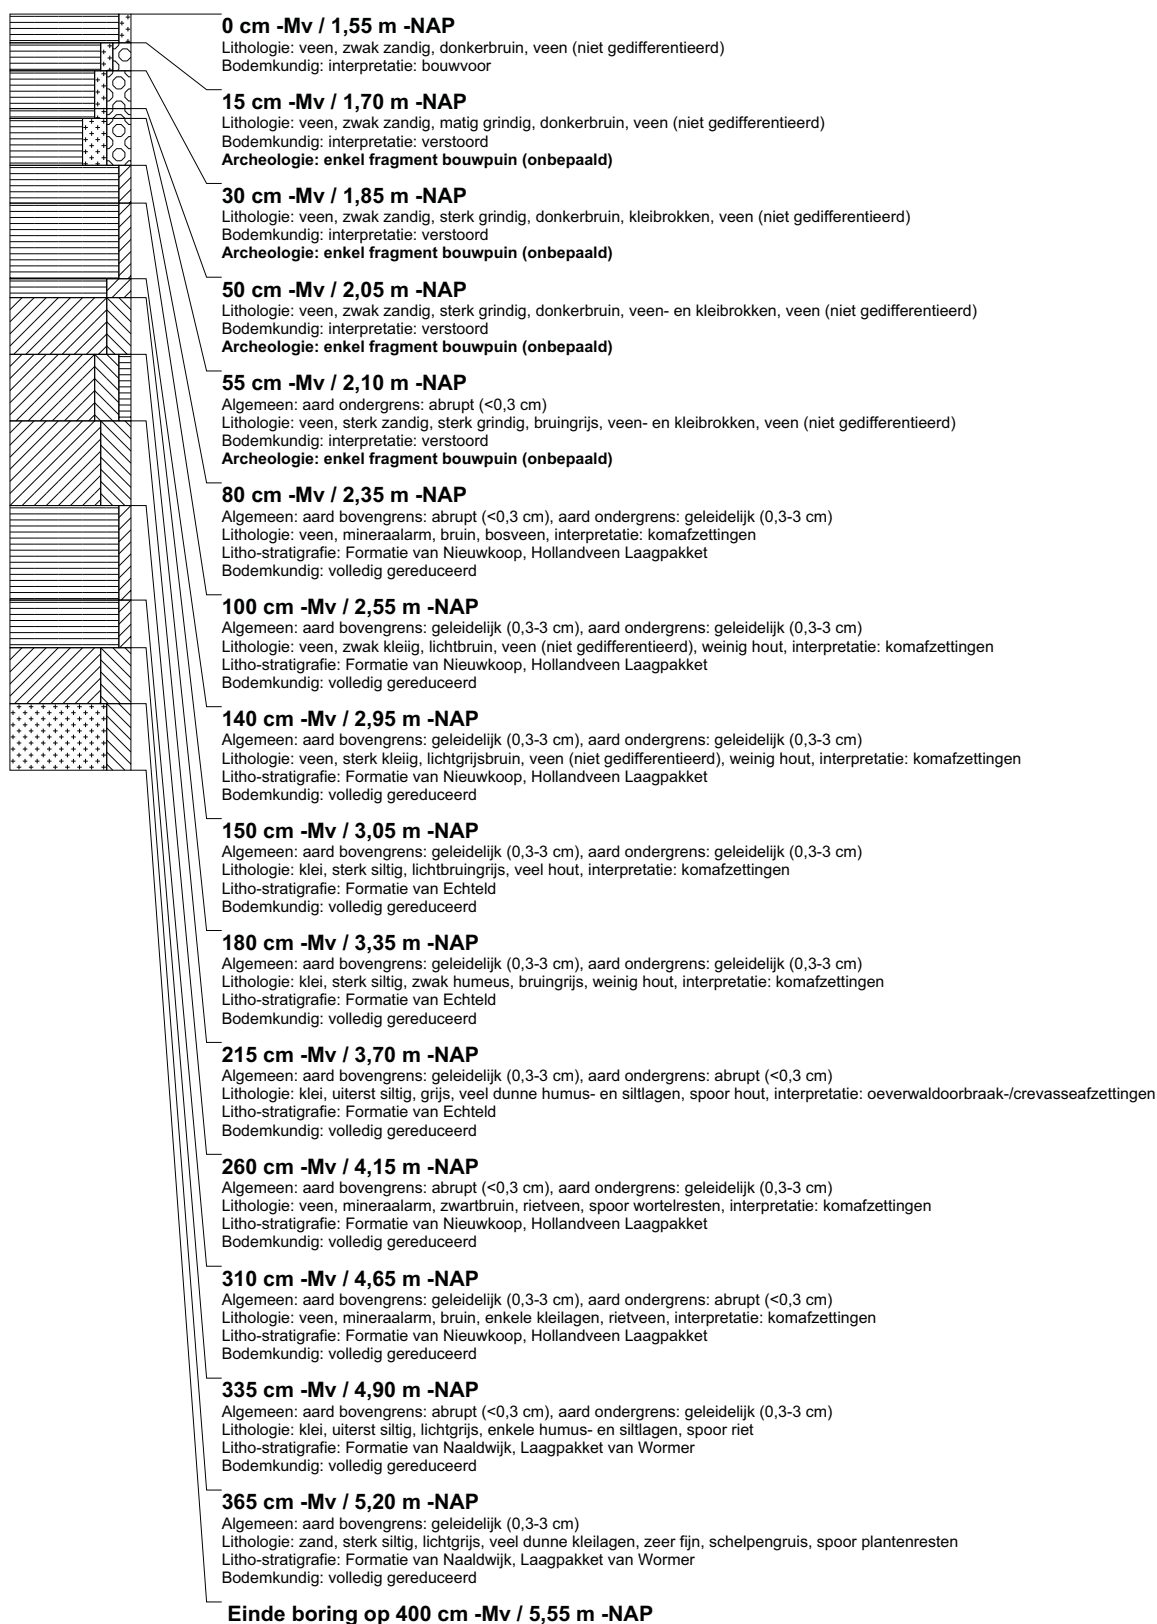 0 cm -Mv / 1,55 m -NAP
Lithologie: veen, zwak zandig, donkerbruin, veen (niet gedifferentieerd)
Bodemkundig: interpretatie: bouwvoor
15 cm -Mv / 1,70 m -NAP
Lithologie: veen, zwak zandig, matig grindig, donkerbruin, veen (niet gedifferentieerd)
Bodemkundig: interpretatie: verstoord
Archeologie: enkel fragment bouwpuin (onbepaald)
30 cm -Mv / 1,85 m -NAP
Lithologie: veen, zwak zandig, sterk grindig, donkerbruin, kleibrokken, veen (niet gedifferentieerd)
Bodemkundig: interpretatie: verstoord
Archeologie: enkel fragment bouwpuin (onbepaald)
50 cm -Mv / 2,05 m -NAP
Lithologie: veen, zwak zandig, sterk grindig, donkerbruin, veen- en kleibrokken, veen (niet gedifferentieerd)
Bodemkundig: interpretatie: verstoord
Archeologie: enkel fragment bouwpuin (onbepaald)
55 cm -Mv / 2,10 m -NAP
Algemeen: aard ondergrens: abrupt (<0,3 cm)
Lithologie: veen, sterk zandig, sterk grindig, bruingrijs, veen- en kleibrokken, veen (niet gedifferentieerd)
Bodemkundig: interpretatie: verstoord
Archeologie: enkel fragment bouwpuin (onbepaald)
80 cm -Mv / 2,35 m -NAP
Algemeen: aard bovengrens: abrupt (<0,3 cm), aard ondergrens: geleidelijk (0,3-3 cm)
Lithologie: veen, mineraalarm, bruin, bosveen, interpretatie: komafzettingen
Litho-stratigrafie: Formatie van Nieuwkoop, Hollandveen Laagpakket
Bodemkundig: volledig gereduceerd
100 cm -Mv / 2,55 m -NAP
Algemeen: aard bovengrens: geleidelijk (0,3-3 cm), aard ondergrens: geleidelijk (0,3-3 cm)
Lithologie: veen, zwak kleiig, lichtbruin, veen (niet gedifferentieerd), weinig hout, interpretatie: komafzettingen
Litho-stratigrafie: Formatie van Nieuwkoop, Hollandveen Laagpakket
Bodemkundig: volledig gereduceerd
140 cm -Mv / 2,95 m -NAP
Algemeen: aard bovengrens: geleidelijk (0,3-3 cm), aard ondergrens: geleidelijk (0,3-3 cm)
Lithologie: veen, sterk kleiig, lichtgrijsbruin, veen (niet gedifferentieerd), weinig hout, interpretatie: komafzettingen
Litho-stratigrafie: Formatie van Nieuwkoop, Hollandveen Laagpakket
Bodemkundig: volledig gereduceerd
150 cm -Mv / 3,05 m -NAP
Algemeen: aard bovengrens: geleidelijk (0,3-3 cm), aard ondergrens: geleidelijk (0,3-3 cm)
Lithologie: klei, sterk siltig, lichtbruingrijs, veel hout, interpretatie: komafzettingen
Litho-stratigrafie: Formatie van Echteld
Bodemkundig: volledig gereduceerd
180 cm -Mv / 3,35 m -NAP
Algemeen: aard bovengrens: geleidelijk (0,3-3 cm), aard ondergrens: geleidelijk (0,3-3 cm)
Lithologie: klei, sterk siltig, zwak humeus, bruingrijs, weinig hout, interpretatie: komafzettingen
Litho-stratigrafie: Formatie van Echteld
Bodemkundig: volledig gereduceerd
215 cm -Mv / 3,70 m -NAP
Algemeen: aard bovengrens: geleidelijk (0,3-3 cm), aard ondergrens: abrupt (<0,3 cm)
Lithologie: klei, uiterst siltig, grijs, veel dunne humus- en siltlagen, spoor hout, interpretatie: oeverwaldoorbraak-/crevasseafzettingen
Litho-stratigrafie: Formatie van Echteld
Bodemkundig: volledig gereduceerd
260 cm -Mv / 4,15 m -NAP
Algemeen: aard bovengrens: abrupt (<0,3 cm), aard ondergrens: geleidelijk (0,3-3 cm)
Lithologie: veen, mineraalarm, zwartbruin, rietveen, spoor wortelresten, interpretatie: komafzettingen
Litho-stratigrafie: Formatie van Nieuwkoop, Hollandveen Laagpakket
Bodemkundig: volledig gereduceerd
310 cm -Mv / 4,65 m -NAP
Algemeen: aard bovengrens: geleidelijk (0,3-3 cm), aard ondergrens: abrupt (<0,3 cm)
Lithologie: veen, mineraalarm, bruin, enkele kleilagen, rietveen, interpretatie: komafzettingen
Litho-stratigrafie: Formatie van Nieuwkoop, Hollandveen Laagpakket
Bodemkundig: volledig gereduceerd
335 cm -Mv / 4,90 m -NAP
Algemeen: aard bovengrens: abrupt (<0,3 cm), aard ondergrens: geleidelijk (0,3-3 cm)
Lithologie: klei, uiterst siltig, lichtgrijs, enkele humus- en siltlagen, spoor riet
Litho-stratigrafie: Formatie van Naaldwijk, Laagpakket van Wormer
Bodemkundig: volledig gereduceerd
365 cm -Mv / 5,20 m -NAP
Algemeen: aard bovengrens: geleidelijk (0,3-3 cm)
Lithologie: zand, sterk siltig, lichtgrijs, veel dunne kleilagen, zeer fijn, schelpengruis, spoor plantenresten
Litho-stratigrafie: Formatie van Naaldwijk, Laagpakket van Wormer
Bodemkundig: volledig gereduceerd
Einde boring op 400 cm -Mv / 5,55 m -NAP